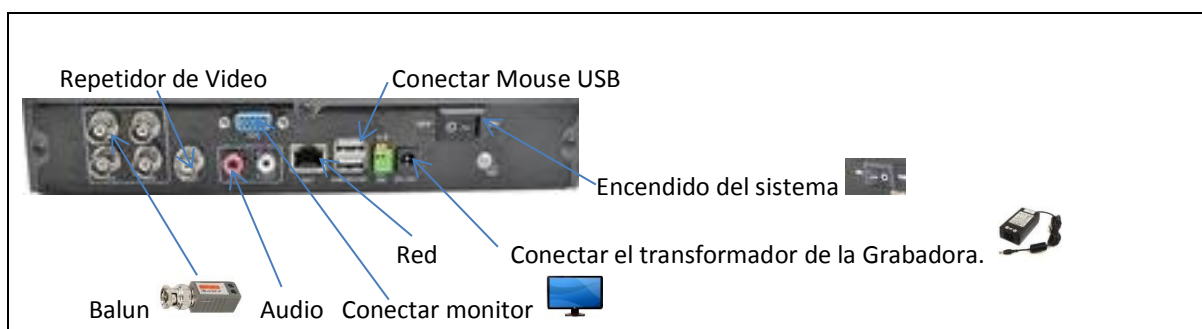 Repetidor de Video
Conectar Mouse USB
Encendido del sistema
Red
Conectar el transformador de la Grabadora.
Balun
Audio
Conectar monitor